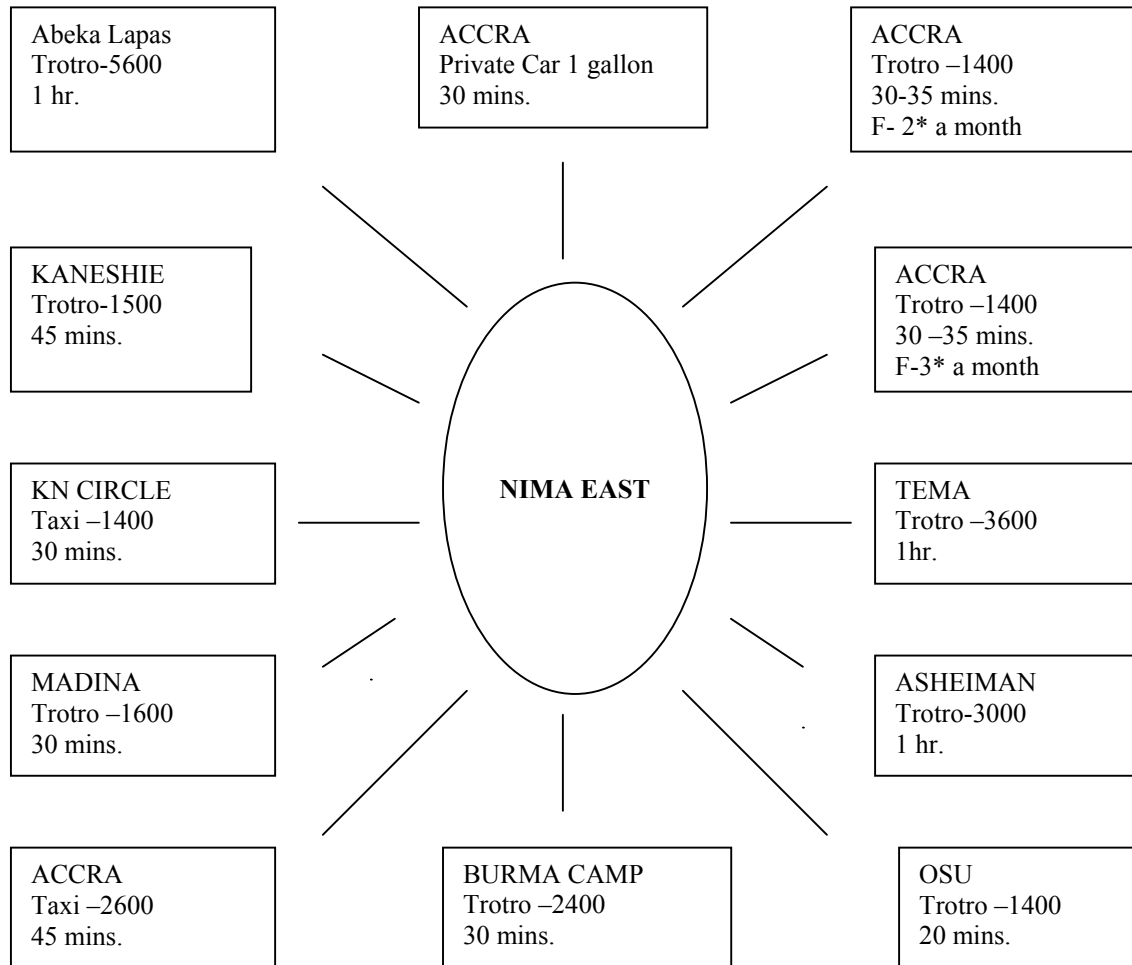 Abeka Lapas
Trotro-5600
1 hr.
ACCRA
Private Car 1 gallon
30 mins.
ACCRA
Trotro –1400
30-35 mins.
F- 2* a month
KANESHIE
Trotro-1500
45 mins.
ACCRA
Trotro –1400
30 –35 mins.
F-3* a month
KN CIRCLE
Taxi –1400
30 mins.
NIMA EAST
TEMA
Trotro –3600
1hr.
MADINA
Trotro –1600
30 mins.
ASHEIMAN
Trotro-3000
1 hr.
ACCRA
Taxi –2600
45 mins.
BURMA CAMP
Trotro –2400
30 mins.
OSU
Trotro –1400
20 mins.